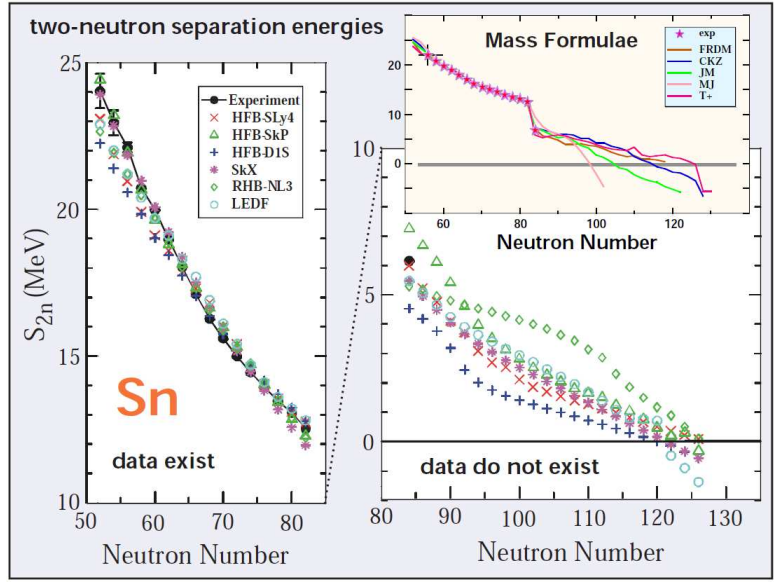 two-neutron separation energies
25
20
15
10
S2n (MeV)
Experiment
HFB-SLy4
HFB-SkP
HFB-D1S
SkX
RHB-NL3
LEDF
Sn
data exist
50 60 70 80
Neutron Number
Mass Formulae
exp
FRDM
CKZ
JM
MJ
T+
20
10
0
60 80 100 120
Neutron Number
10
5
0
data do not exist
80 90 100 110 120 130
Neutron Number